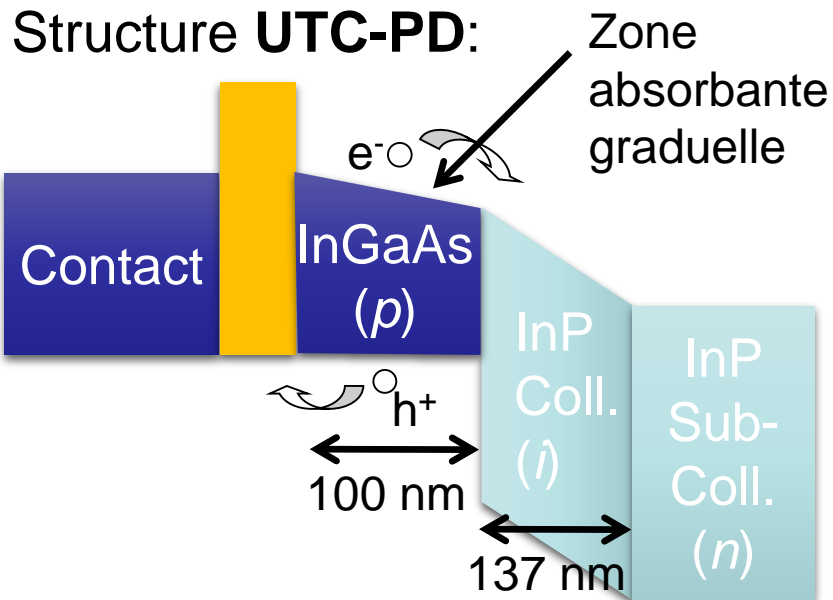 Structure UTC-PD:
Zone
absorbante
graduelle
e-
Contact
InGaAs
(p)
h+
100 nm
InP
Coll.
(i)
137 nm
InP
Sub-
Coll.
(n)